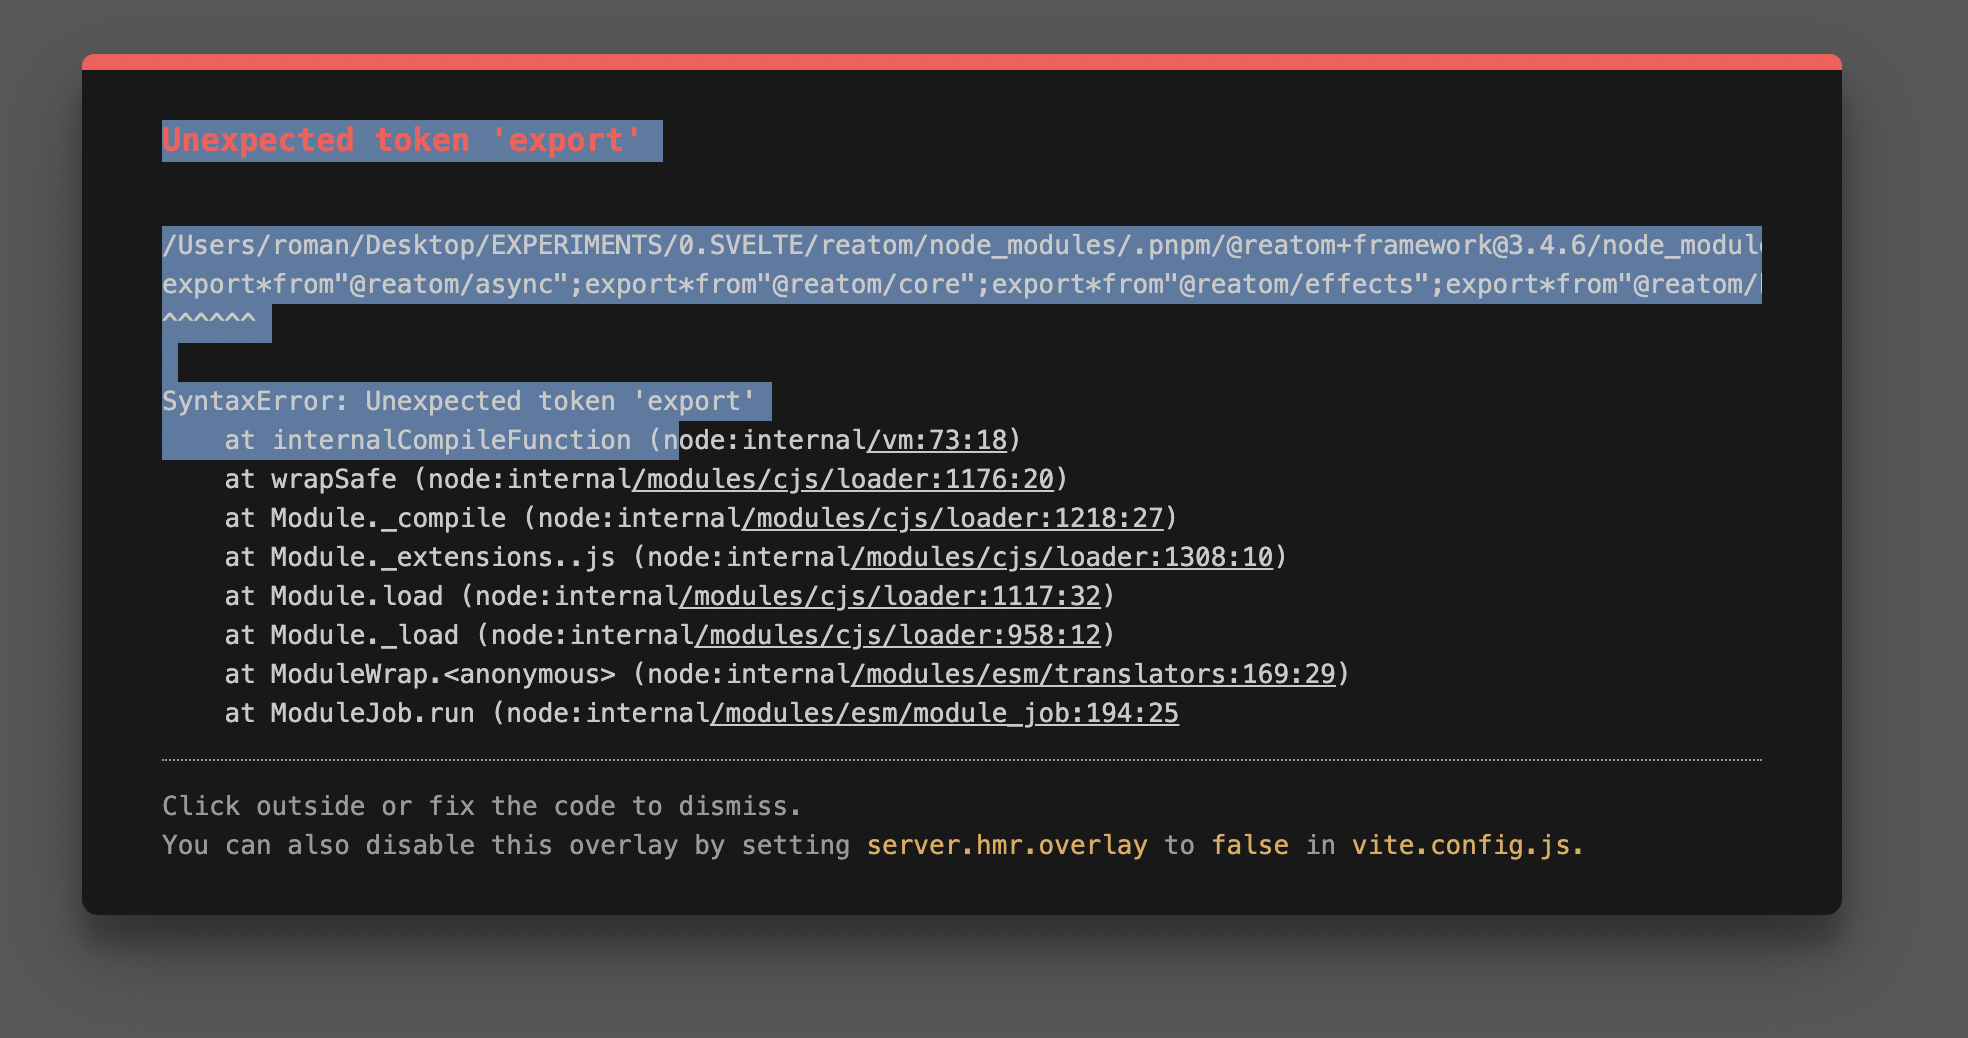 Unexpected token 'export'
/Users/roman/Desktop/EXPERIMENTS/0.SVELTE/reatom/node_modules/.pnpm/@reatom+framework@3.4.6/node_module
export*from"@reatom/async";export*from"@reatom/core";export*from"@reatom/effects";export*from"@reatom/
^^^^^^
SyntaxError: Unexpected token 'export'
    at internalCompileFunction (node:internal/vm:73:18)
    at wrapSafe (node:internal/modules/cjs/loader:1176:20)
    at Module._compile (node:internal/modules/cjs/loader:1218:27)
    at Module._extensions..js (node:internal/modules/cjs/loader:1308:10)
    at Module.load (node:internal/modules/cjs/loader:1117:32)
    at Module._load (node:internal/modules/cjs/loader:958:12)
    at ModuleWrap.<anonymous> (node:internal/modules/esm/translators:169:29)
    at ModuleJob.run (node:internal/modules/esm/module_job:194:25
Click outside or fix the code to dismiss.
You can also disable this overlay by setting server.hmr.overlay to false in vite.config.js.